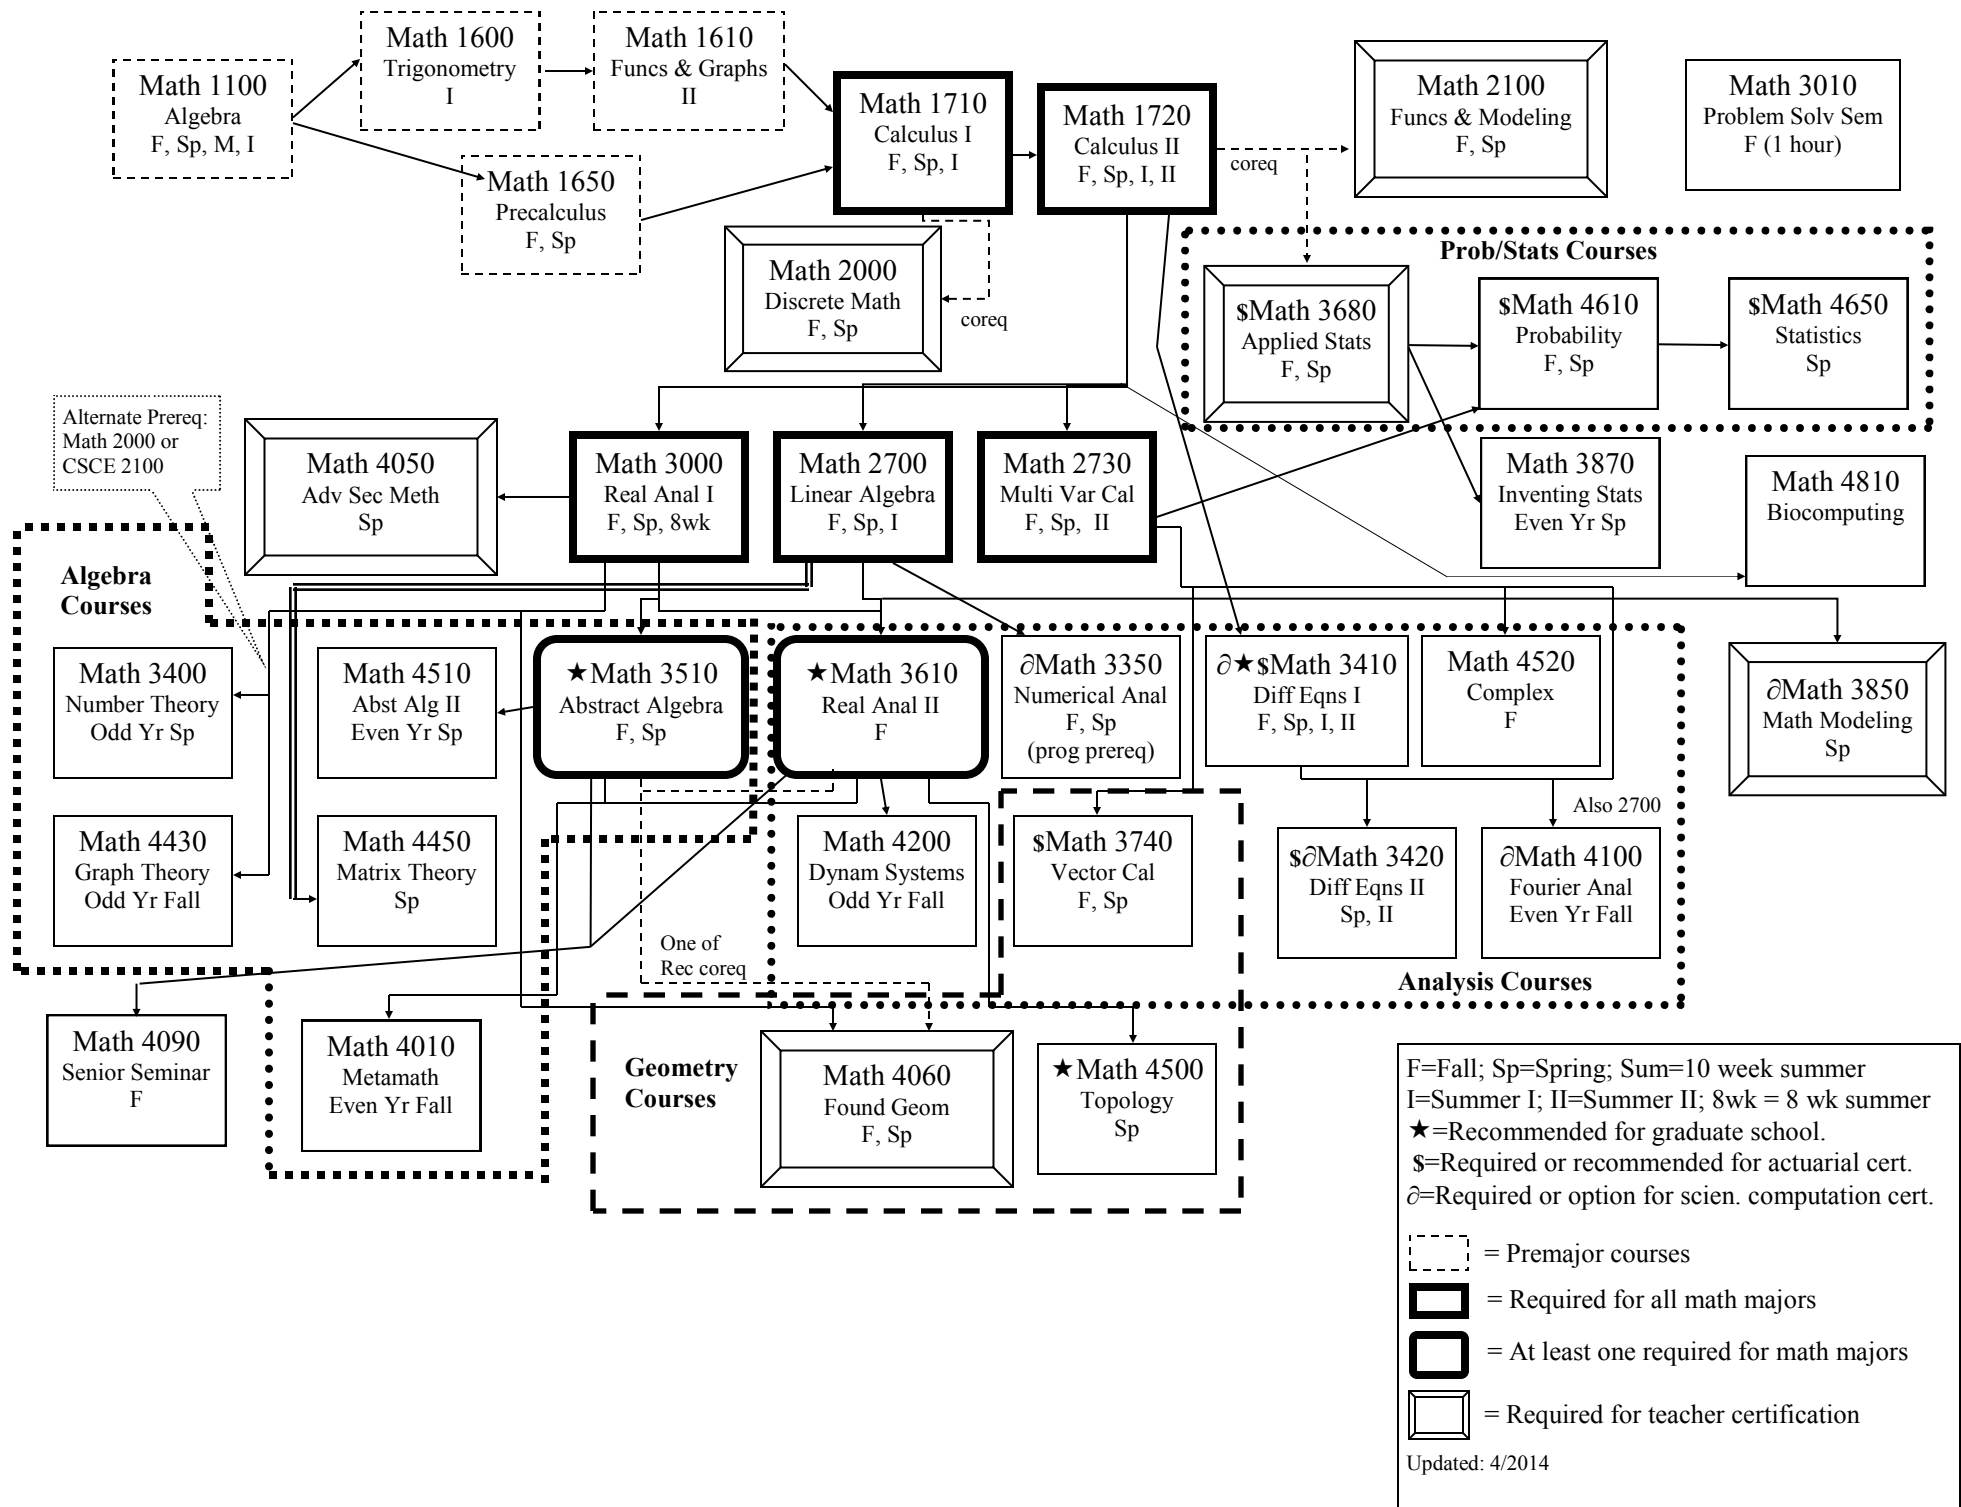 Math 1100
Algebra
F, Sp, M, I
Math 1600
Trigonometry
I
Math 1610
Funcs & Graphs
II
Math 1650
Precalculus
F, Sp
Math 1710
Calculus I
F, Sp, I
Math 1720
Calculus II
F, Sp, I, II
coreq
Math 2100
Funcs & Modeling
F, Sp
Math 3010
Problem Solv Sem
F (1 hour)
Math 2000
Discrete Math
F, Sp
coreq
Prob/Stats Courses
$Math 3680
Applied Stats
F, Sp
$Math 4610
Probability
F, Sp
$Math 4650
Statistics
Sp
Alternate Prereq:
Math 2000 or
CSCE 2100
Math 4050
Adv Sec Meth
Sp
Math 3000
Real Anal I
F, Sp, 8wk
Math 2700
Linear Algebra
F, Sp, I
Math 2730
Multi Var Cal
F, Sp, II
Math 3870
Inventing Stats
Even Yr Sp
Math 4810
Biocomputing
Algebra
Courses
Math 3400
Number Theory
Odd Yr Sp
Math 4510
Abst Alg II
Even Yr Sp
★Math 3510
Abstract Algebra
F, Sp
★Math 3610
Real Anal II
F
∂Math 3350
Numerical Anal
F, Sp
(prog prereq)
∂★$Math 3410
Diff Eqns I
F, Sp, I, II
Math 4520
Complex
F
∂Math 3850
Math Modeling
Sp
Math 4430
Graph Theory
Odd Yr Fall
Math 4450
Matrix Theory
Sp
Math 4200
Dynam Systems
Odd Yr Fall
$Math 3740
Vector Cal
F, Sp
Also 2700
$∂Math 3420
Diff Eqns II
Sp, II
∂Math 4100
Fourier Anal
Even Yr Fall
One of
Rec coreq
Analysis Courses
Math 4090
Senior Seminar
F
Math 4010
Metamath
Even Yr Fall
Geometry
Courses
Math 4060
Found Geom
F, Sp
★Math 4500
Topology
Sp
F=Fall; Sp=Spring; Sum=10 week summer
I=Summer I; II=Summer II; 8wk = 8 wk summer
★=Recommended for graduate school.
$=Required or recommended for actuarial cert.
∂=Required or option for scien. computation cert.
= Premajor courses
= Required for all math majors
= At least one required for math majors
= Required for teacher certification
Updated: 4/2014